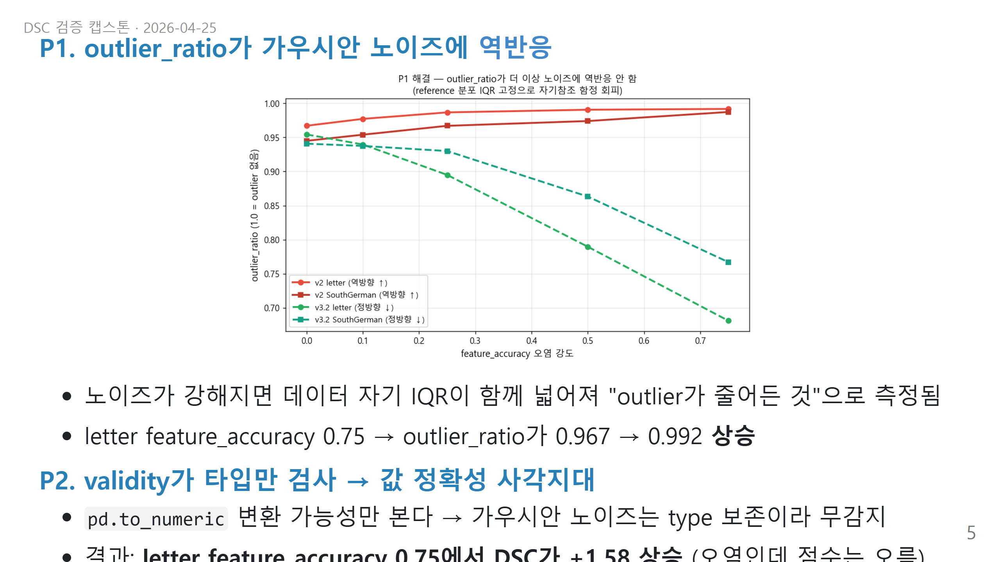 DSC 검증 캡스톤 · 2026-04-25
P1. outlier_ratio가 가우시안 노이즈에 역반응
P1 해결 — outlier_ratio가 더 이상 노이즈에 역반응 안 함
(reference 분포 IQR 고정으로 자기참조 함정 회피)
outlier_ratio (1.0 = outlier 없음)
1.00
0.95
0.90
0.85
0.80
0.75
0.70
v2 letter (역방향 ↑)
v2 SouthGerman (역방향 ↑)
v3.2 letter (정방향 ↓)
v3.2 SouthGerman (정방향 ↓)
0.0 0.1 0.2 0.3 0.4 0.5 0.6 0.7
feature_accuracy 오염 강도
• 노이즈가 강해지면 데이터 자기 IQR이 함께 넓어져 "outlier가 줄어든 것"으로 측정됨
• letter feature_accuracy 0.75 → outlier_ratio가 0.967 → 0.992 상승
P2. validity가 타입만 검사 → 값 정확성 사각지대
• pd.to_numeric 변환 가능성만 본다 → 가우시안 노이즈는 type 보존이라 무감지
• 결과: letter feature_accuracy 0.75에서 DSC가 +1.58 상승 (오염인데 점수는 오름)
5